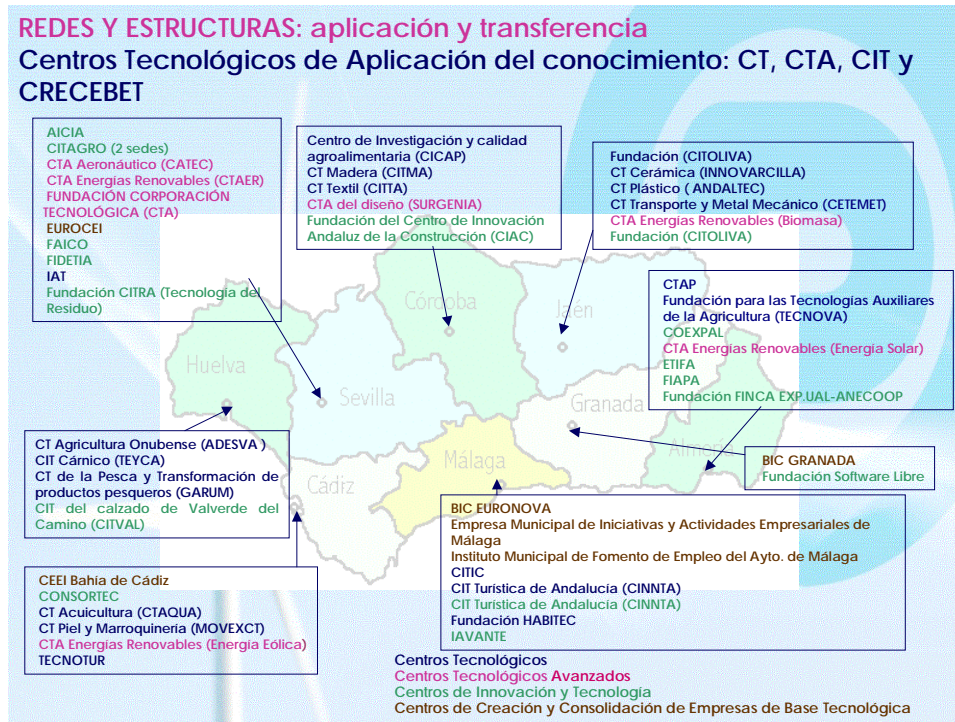 REDES Y ESTRUCTURAS: aplicación y transferencia
Centros Tecnológicos de Aplicación del conocimiento: CT, CTA, CIT y
CRECEBET
AICIA
CITAGRO (2 sedes)
CTA Aeronáutico (CATEC)
CTA Energías Renovables (CTAER)
FUNDACIÓN CORPORACIÓN
TECNOLÓGICA (CTA)
EUROCEI
FAICO
FIDETIA
IAT
Fundación CITRA (Tecnología del
Residuo)
Centro de Investigación y calidad
agroalimentaria (CICAP)
CT Madera (CITMA)
CT Textil (CITTA)
CTA del diseño (SURGENIA)
Fundación del Centro de Innovación
Andaluz de la Construcción (CIAC)
Fundación (CITOLIVA)
CT Cerámica (INNOVARCILLA)
CT Plástico ( ANDALTEC)
CT Transporte y Metal Mecánico (CETEMET)
CTA Energías Renovables (Biomasa)
Fundación (CITOLIVA)
CTAP
Fundación para las Tecnologías Auxiliares
de la Agricultura (TECNOVA)
COEXPAL
CTA Energías Renovables (Energía Solar)
ETIFA
FIAPA
Fundación FINCA EXP.UAL-ANECOOP
Huelva
Sevilla
Córdoba
Jaén
Granada
Almería
Málaga
Cádiz
CT Agricultura Onubense (ADESVA )
CIT Cárnico (TEYCA)
CT de la Pesca y Transformación de
productos pesqueros (GARUM)
CIT del calzado de Valverde del
Camino (CITVAL)
BIC GRANADA
Fundación Software Libre
BIC EURONOVA
Empresa Municipal de Iniciativas y Actividades Empresariales de
Málaga
Instituto Municipal de Fomento de Empleo del Ayto. de Málaga
CITIC
CIT Turística de Andalucía (CINNTA)
CIT Turística de Andalucía (CINNTA)
Fundación HABITEC
IAVANTE
CEEI Bahía de Cádiz
CONSORTEC
CT Acuicultura (CTAQUA)
CT Piel y Marroquinería (MOVEXCT)
CTA Energías Renovables (Energía Eólica)
TECNOTUR
Centros Tecnológicos
Centros Tecnológicos Avanzados
Centros de Innovación y Tecnología
Centros de Creación y Consolidación de Empresas de Base Tecnológica